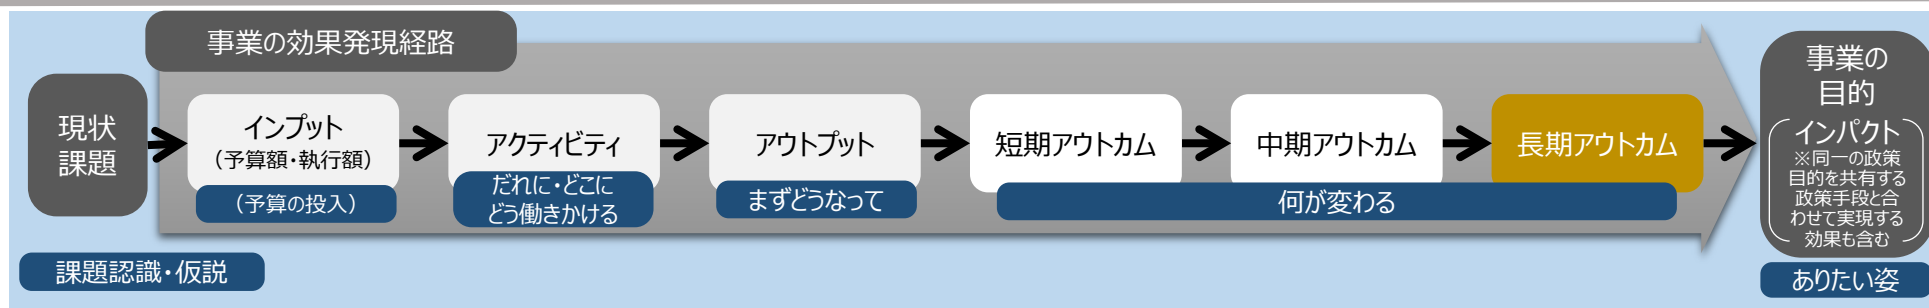 事業の効果発現経路
現状
課題
インプット
（予算額・執行額）
（予算の投入）
アクティビティ
だれに・どこに
どう働きかける
アウトプット
まずどうなって
短期アウトカム
中期アウトカム
長期アウトカム
何が変わる
事業の
目的
インパクト
※同一の政策
目的を共有する
政策手段と合
わせて実現する
効果も含む
課題認識・仮説
ありたい姿